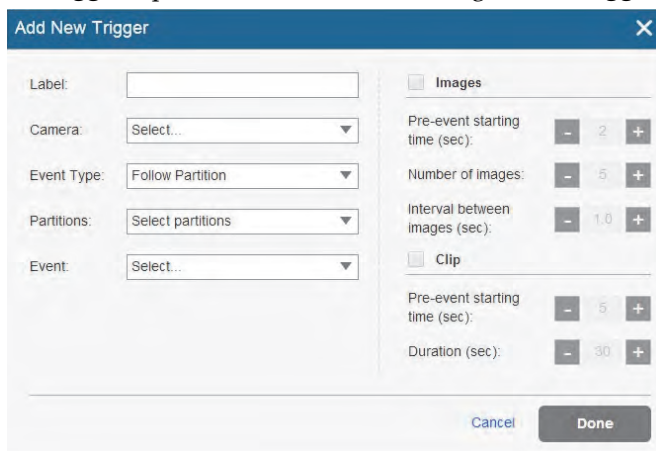 Add New Trigger
Label:
Camera: Select...
Event Type: Follow Partition
Partitions: Select partitions
Event: Select...
Images
Pre-event starting
time (sec): - 2 +
Number of images: - 5 +
Interval between
images (sec): - 1.0 +
Clip
Pre-event starting
time (sec): - 5 +
Duration (sec): - 30 +
Cancel Done